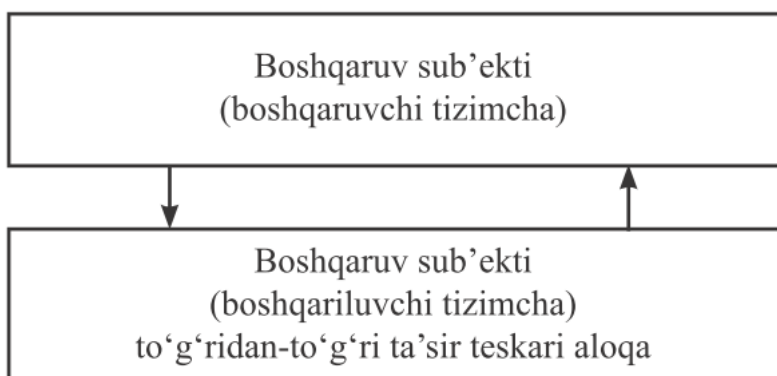 Boshqaruv sub’ekti
(boshqaruvchi tizimcha)
Boshqaruv sub’ekti
(boshqariluvchi tizimcha)
to‘g‘ridan-to‘g‘ri ta’sir teskari aloqa